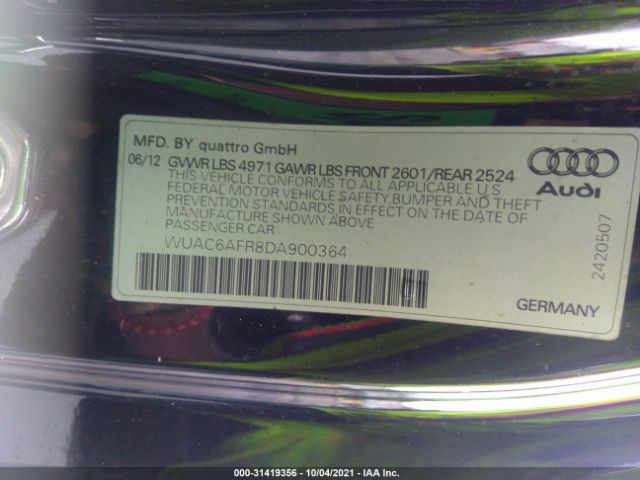 MFD. BY quattro GmbH
06/12 GVWR LBS 4971 GAWR LBS FRONT 2601/REAR 2524
THIS VEHICLE CONFORMS TO ALL APPLICABLE U.S
FEDERAL MOTOR VEHICLE SAFETY,BUMPER AND THEFT
PREVENTION STANDARDS IN EFFECT ON THE DATE OF
MANUFACTURE SHOWN ABOVE
PASSENGER CAR
WUAC6AFR8DA900364
Audi
2420507
GERMANY
000-31419356 - 10/04/2021 - IAA Inc.